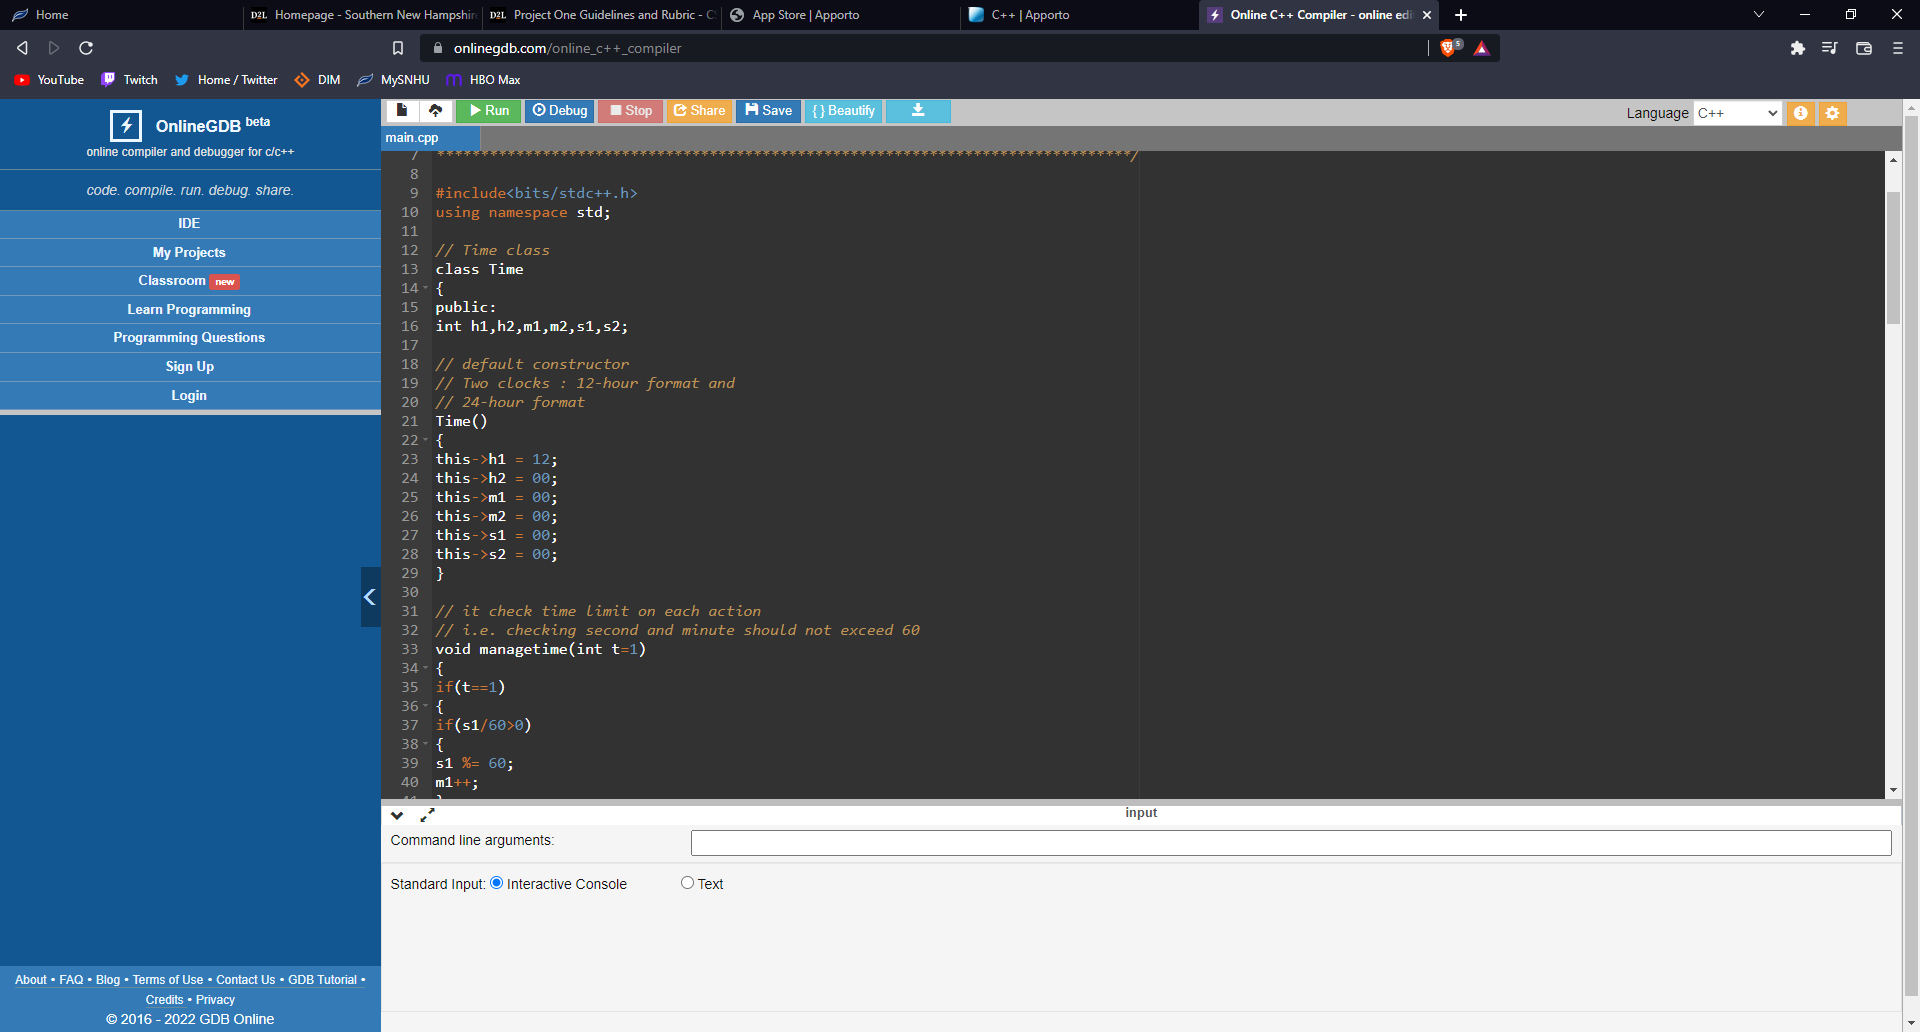 Home
Homepage - Southern New Hampshir
Project One Guidelines and Rubric - C
App Store | Apporto
C++ | Apporto
Online C++ Compiler - online edi
onlinegdb.com/online_c++_compiler
5
YouTube
Twitch
Home / Twitter
DIM
MySNHU
HBO Max
OnlineGDB beta
online compiler and debugger for c/c++
code. compile. run. debug. share.
IDE
My Projects
Classroom new
Learn Programming
Programming Questions
Sign Up
Login
About • FAQ • Blog • Terms of Use • Contact Us • GDB Tutorial •
Credits • Privacy
© 2016 - 2022 GDB Online
Run
Debug
Stop
Share
Save
{ } Beautify
Language C++
main.cpp
8
9 #include<bits/stdc++.h>
10 using namespace std;
11
12 // Time class
13 class Time
14 {
15 public:
16 int h1,h2,m1,m2,s1,s2;
17
18 // default constructor
19 // Two clocks : 12-hour format and
20 // 24-hour format
21 Time()
22 {
23 this->h1 = 12;
24 this->h2 = 00;
25 this->m1 = 00;
26 this->m2 = 00;
27 this->s1 = 00;
28 this->s2 = 00;
29 }
30
31 // it check time limit on each action
32 // i.e. checking second and minute should not exceed 60
33 void managetime(int t=1)
34 {
35 if(t==1)
36 {
37 if(s1/60>0)
38 {
39 s1 %= 60;
40 m1++;
input
Command line arguments:
Standard Input: Interactive Console Text